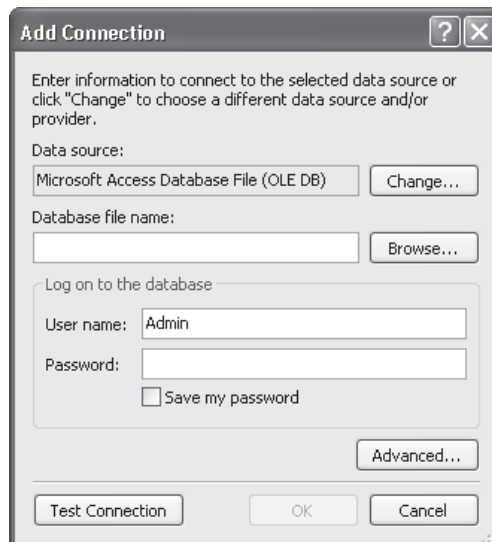 Add Connection
Enter information to connect to the selected data source or
click "Change" to choose a different data source and/or
provider.
Data source:
Microsoft Access Database File (OLE DB)
Change...
Database file name:
Browse...
Log on to the database
User name:
Admin
Password:
Save my password
Advanced...
Test Connection
OK
Cancel